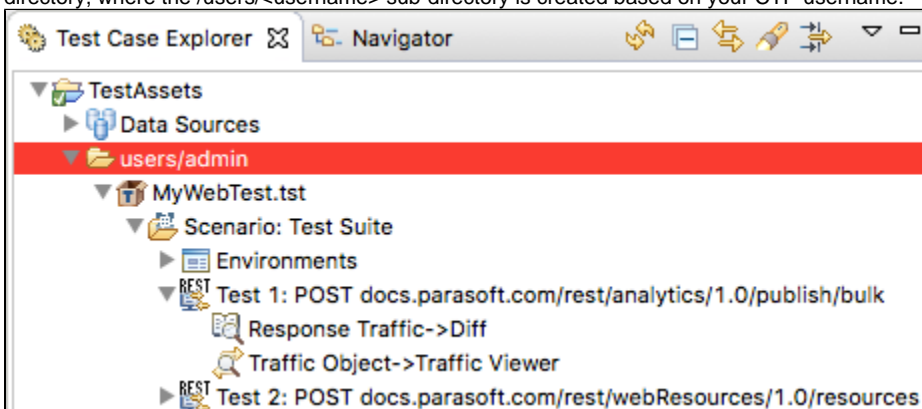 directory, where the /users/<username> sub-directory is created based on your CTP username.
Test Case Explorer Navigator
TestAssets
Data Sources
users/admin
MyWebTest.tst
Scenario: Test Suite
Environments
REST Test 1: POST docs.parasoft.com/rest/analytics/1.0/publish/bulk
Response Traffic->Diff
Traffic Object->Traffic Viewer
REST Test 2: POST docs.parasoft.com/rest/webResources/1.0/resources